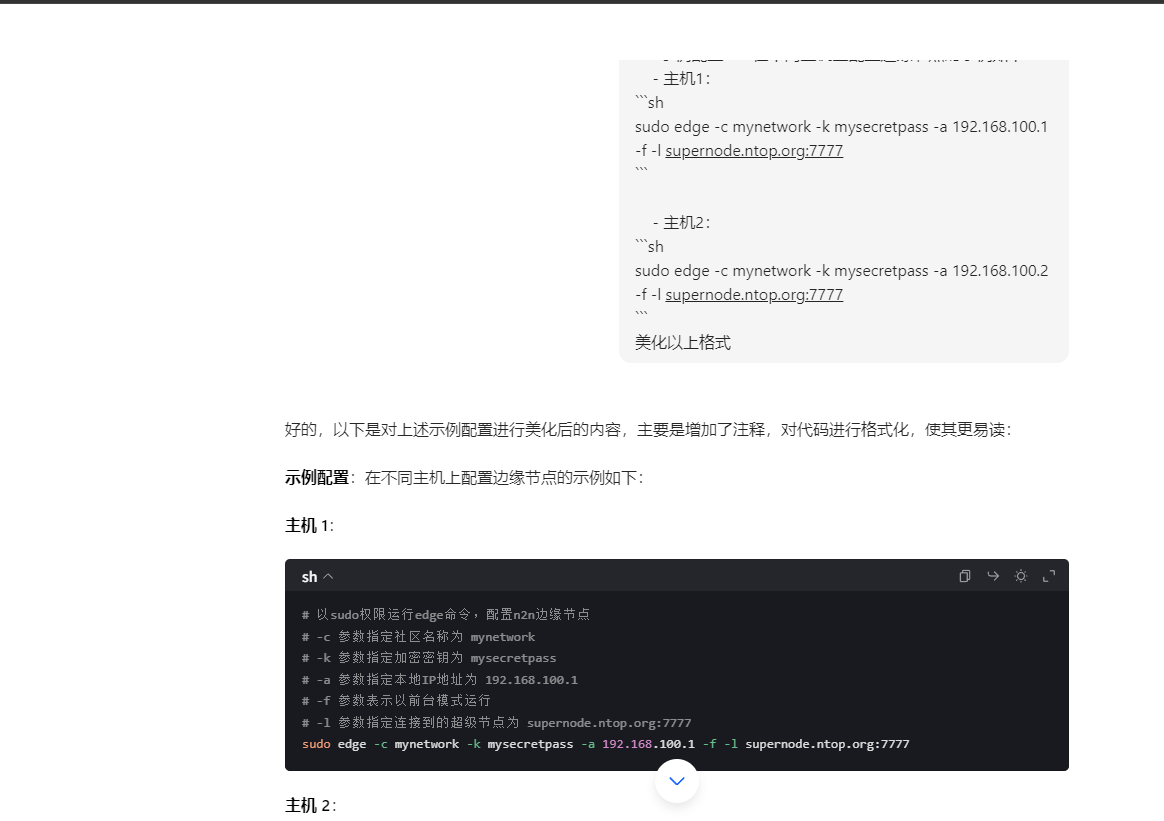 - 主机1：
```sh
sudo edge -c mynetwork -k mysecretpass -a 192.168.100.1
-f -l supernode.ntop.org:7777
```
- 主机2：
```sh
sudo edge -c mynetwork -k mysecretpass -a 192.168.100.2
-f -l supernode.ntop.org:7777
```
美化以上格式
好的，以下是对上述示例配置进行美化后的内容，主要是增加了注释，对代码进行格式化，使其更易读：
示例配置：在不同主机上配置边缘节点的示例如下：
主机 1：
sh
# 以sudo权限运行edge命令，配置n2n边缘节点
# -c 参数指定社区名称为 mynetwork
# -k 参数指定加密密钥为 mysecretpass
# -a 参数指定本地IP地址为 192.168.100.1
# -f 参数表示以前台模式运行
# -l 参数指定连接到的超级节点为 supernode.ntop.org:7777
sudo edge -c mynetwork -k mysecretpass -a 192.168.100.1 -f -l supernode.ntop.org:7777
主机 2：